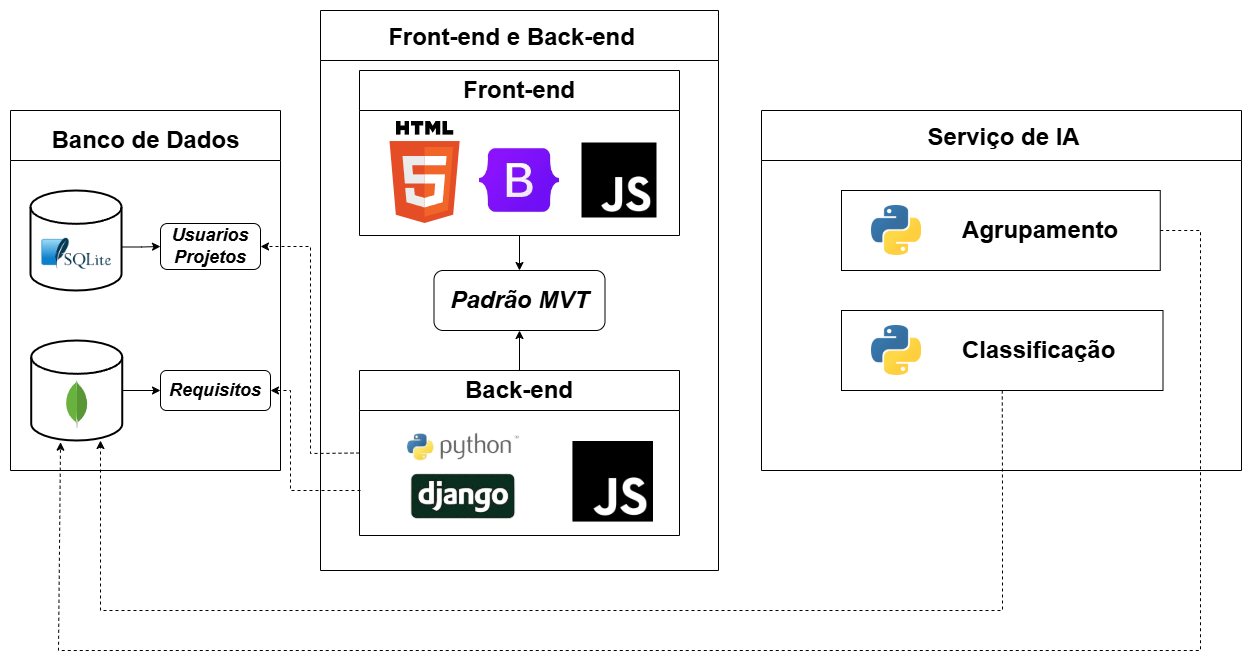 Front-end e Back-end
Front-end
HTML
5
B
JS
Banco de Dados
SQLite
Usuarios
Projetos
Requisitos
Padrão MVT
Back-end
python™
django
JS
Serviço de IA
Agrupamento
Classificação